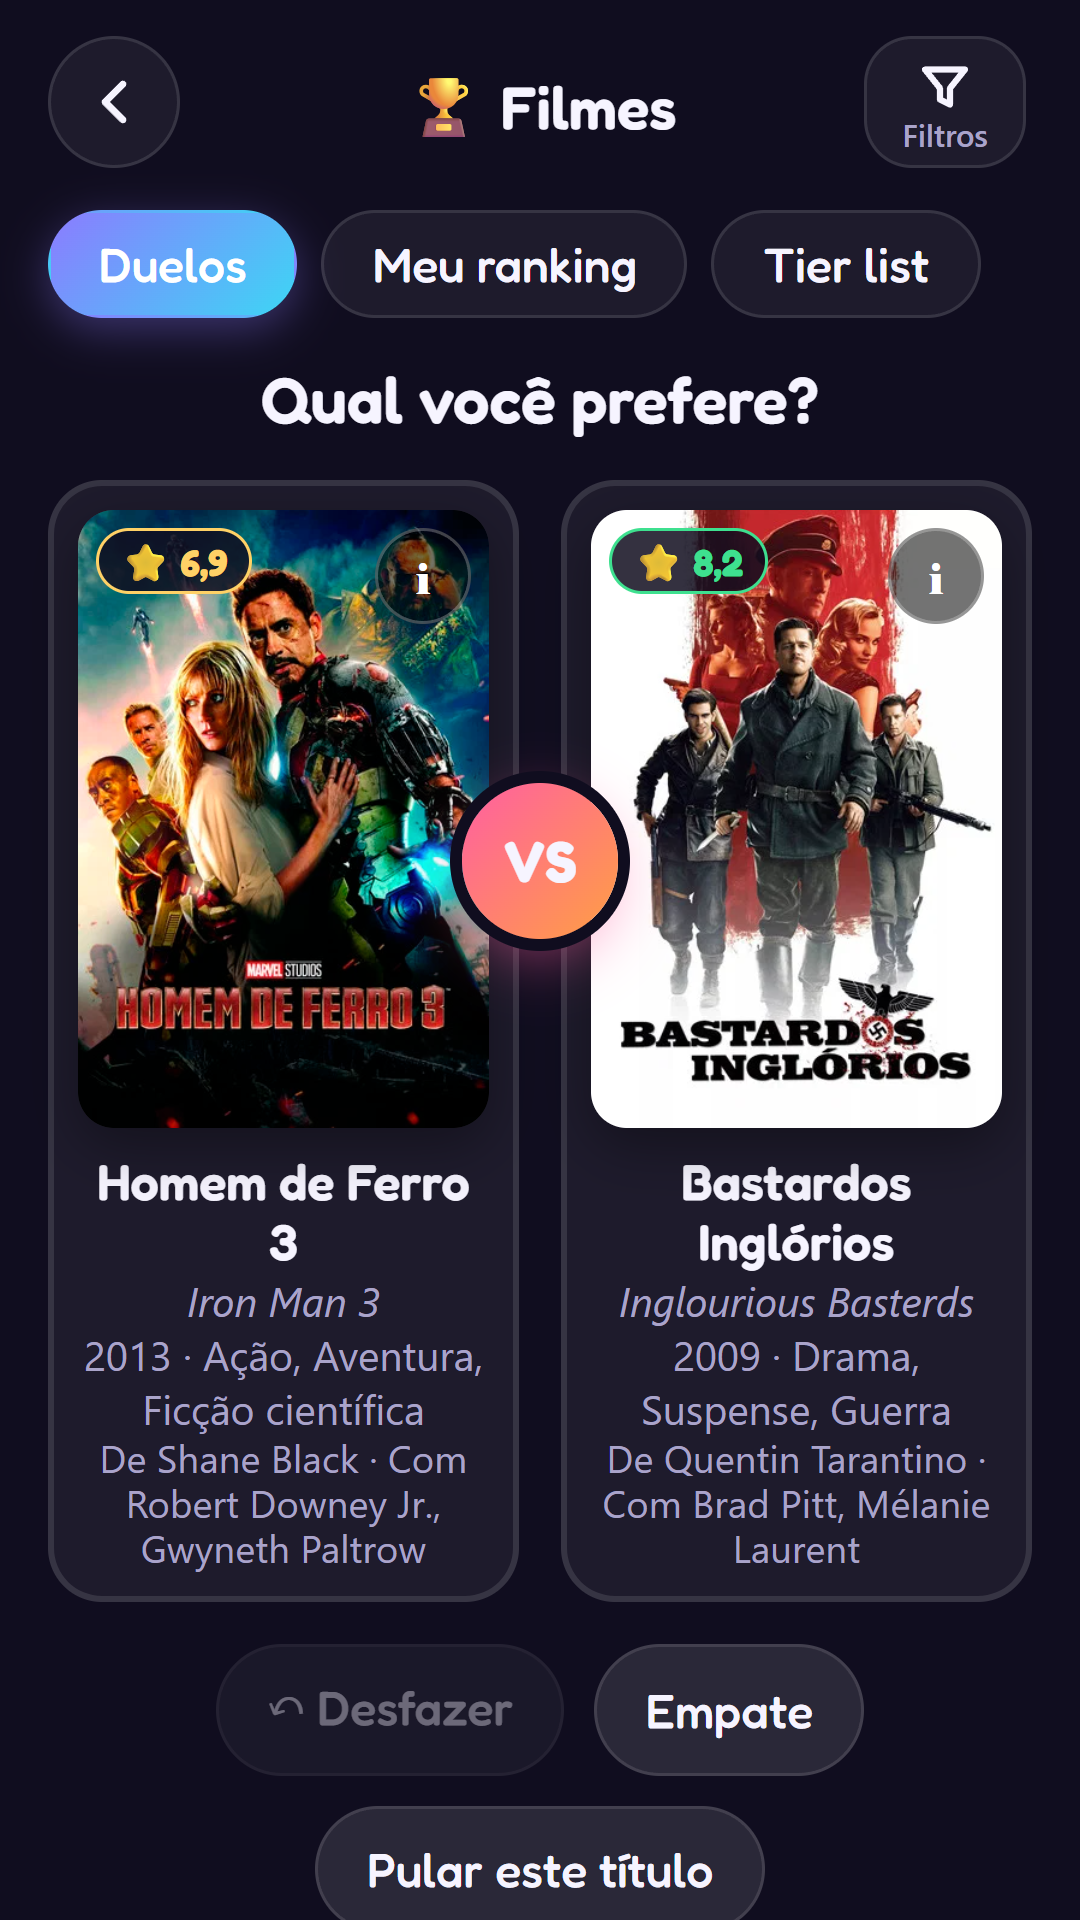 Filmes
Filtros
Duelos
Meu ranking
Tier list
Qual você prefere?
6,9
i
8,2
i
MARVEL STUDIOS
HOMEM DE FERRO 3
VS
BASTARDOS
INGLÓRIOS
Homem de Ferro
3
Iron Man 3
2013 · Ação, Aventura,
Ficção científica
De Shane Black · Com
Robert Downey Jr.,
Gwyneth Paltrow
Bastardos
Inglórios
Inglourious Basterds
2009 · Drama,
Suspense, Guerra
De Quentin Tarantino ·
Com Brad Pitt, Mélanie
Laurent
Desfazer
Empate
Pular este título